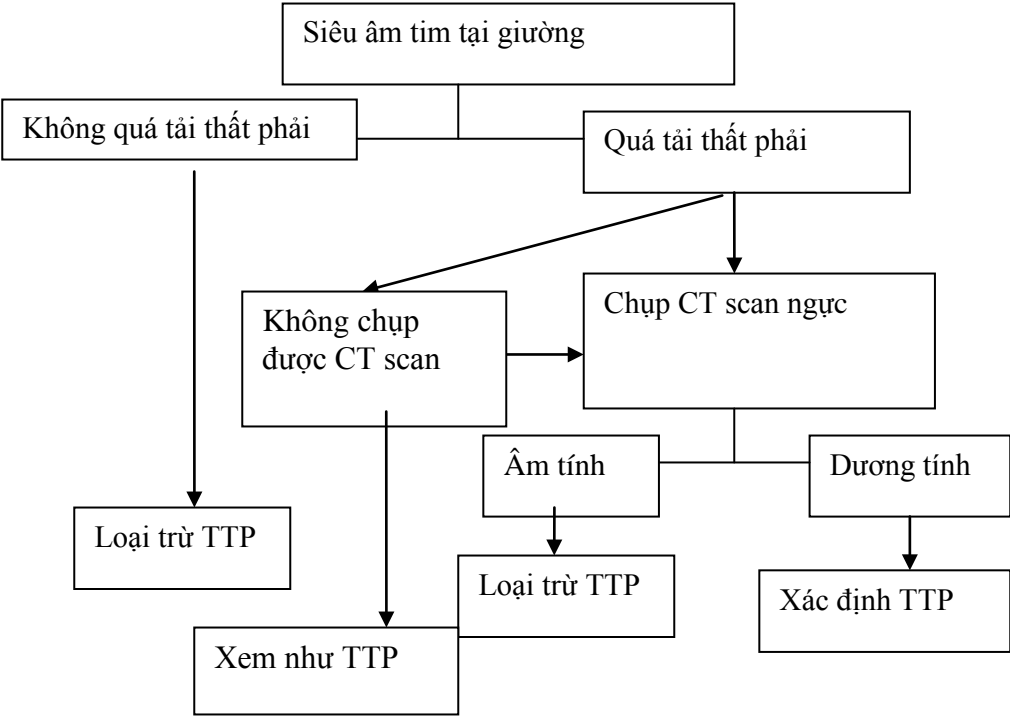 Siêu âm tim tại giường
Không quá tải thất phải
Quá tải thất phải
Không chụp
được CT scan
Chụp CT scan ngực
Âm tính
Dương tính
Loại trừ TTP
Loại trừ TTP
Xác định TTP
Xem như TTP